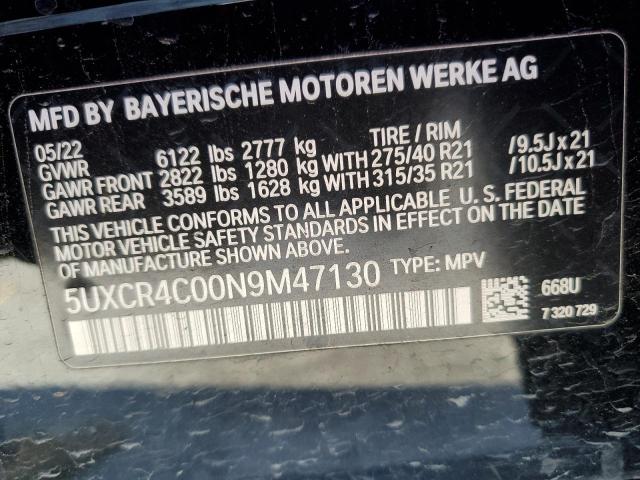 MFD BY BAYERISCHE MOTOREN WERKE AG
05/22 TIRE / RIM
GVWR 6122 lbs 2777 kg
GAWR FRONT 2822 lbs 1280 kg WITH 275/40 R21 /9.5J x 21
GAWR REAR 3589 lbs 1628 kg WITH 315/35 R21 /10.5J x 21
THIS VEHICLE CONFORMS TO ALL APPLICABLE U. S. FEDERAL
MOTOR VEHICLE SAFETY STANDARDS IN EFFECT ON THE DATE
OF MANUFACTURE SHOWN ABOVE.
5UXCR4C00N9M47130 TYPE: MPV
668U
7 320 729